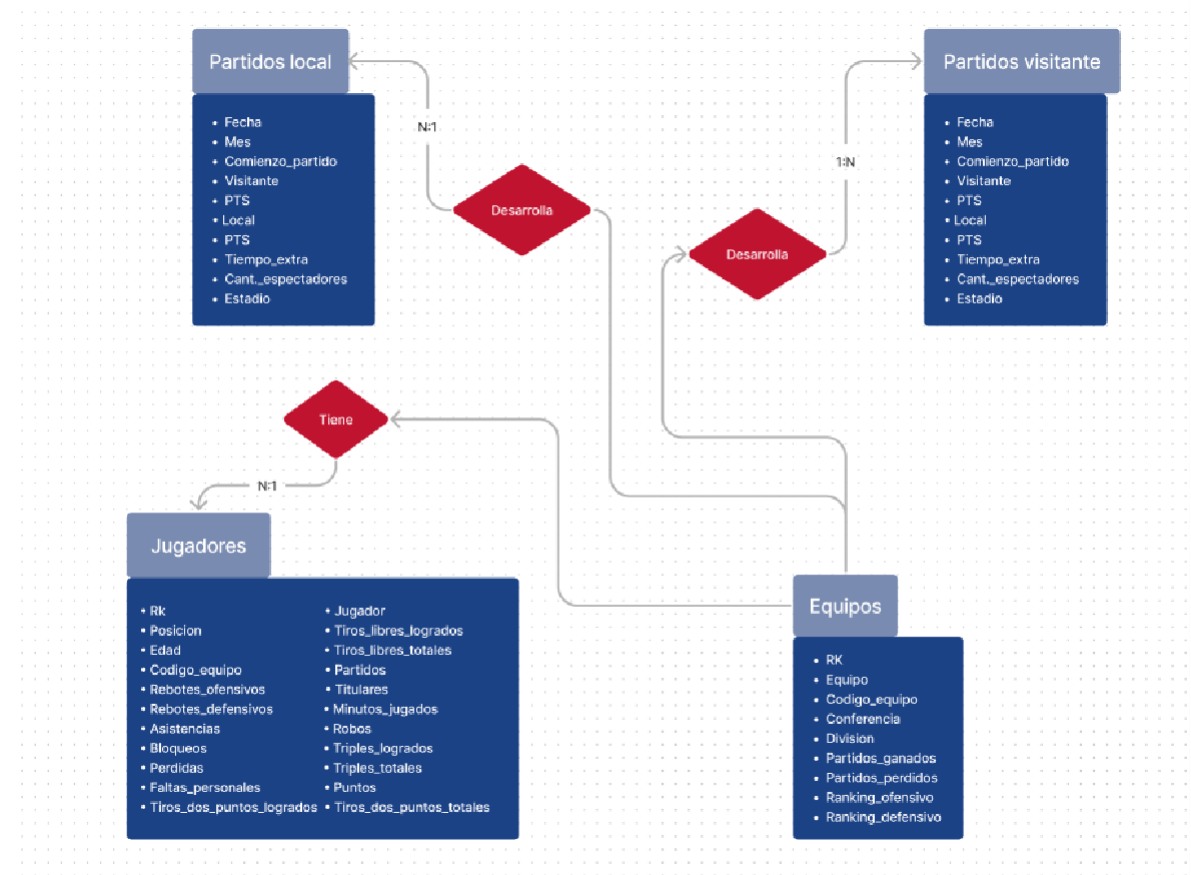 Partidos local
Fecha
Mes
Comienzo_partido
Visitante
PTS
Local
PTS
Tiempo_extra
Cant._espectadores
Estadio
N:1
Desarrolla
Partidos visitante
Fecha
Mes
Comienzo_partido
Visitante
PTS
Local
PTS
Tiempo_extra
Cant._espectadores
Estadio
1:N
Desarrolla
Tiene
N:1
Jugadores
Rk
Posicion
Edad
Codigo_equipo
Rebotes_ofensivos
Rebotes_defensivos
Asistencias
Bloqueos
Perdidas
Faltas_personales
Tiros_dos_puntos_logrados
Jugador
Tiros_libres_logrados
Tiros_libres_totales
Partidos
Titulares
Minutos_jugados
Robos
Triples_logrados
Triples_totales
Puntos
Tiros_dos_puntos_totales
Equipos
RK
Equipo
Codigo_equipo
Conferencia
Division
Partidos_ganados
Partidos_perdidos
Ranking_ofensivo
Ranking_defensivo